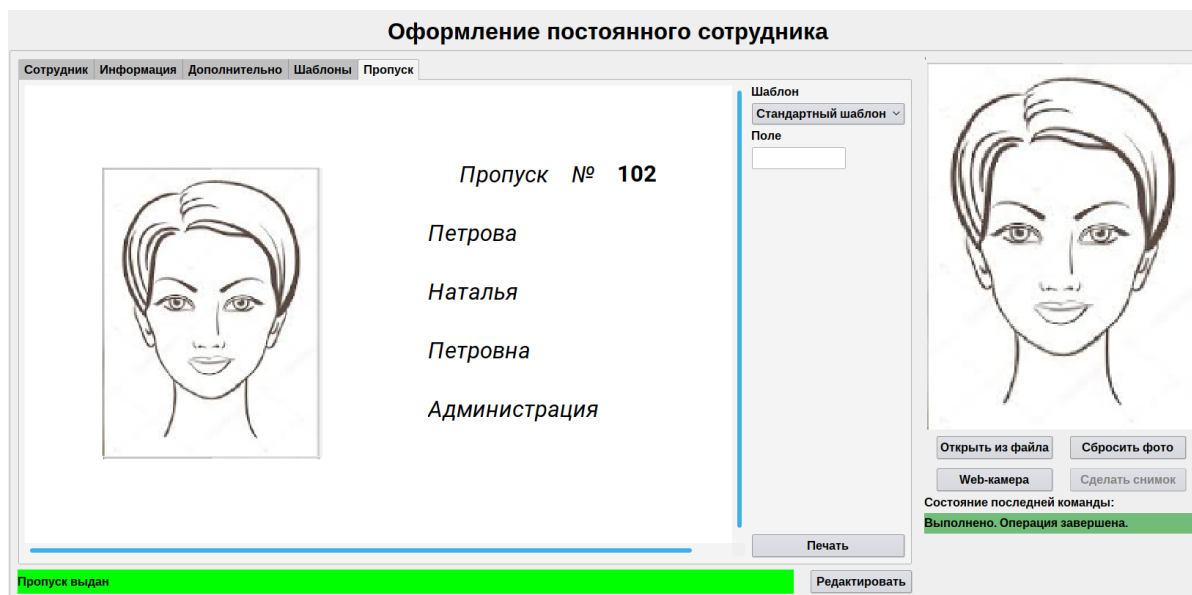 Оформление постоянного сотрудника
Сотрудник Информация Дополнительно Шаблоны Пропуск
Пропуск № 102
Петрова
Наталья
Петровна
Администрация
Шаблон
Стандартный шаблон
Поле
Печать
Открыть из файла Сбросить фото
Web-камера Сделать снимок
Состояние последней команды:
Выполнено. Операция завершена.
Пропуск выдан
Редактировать